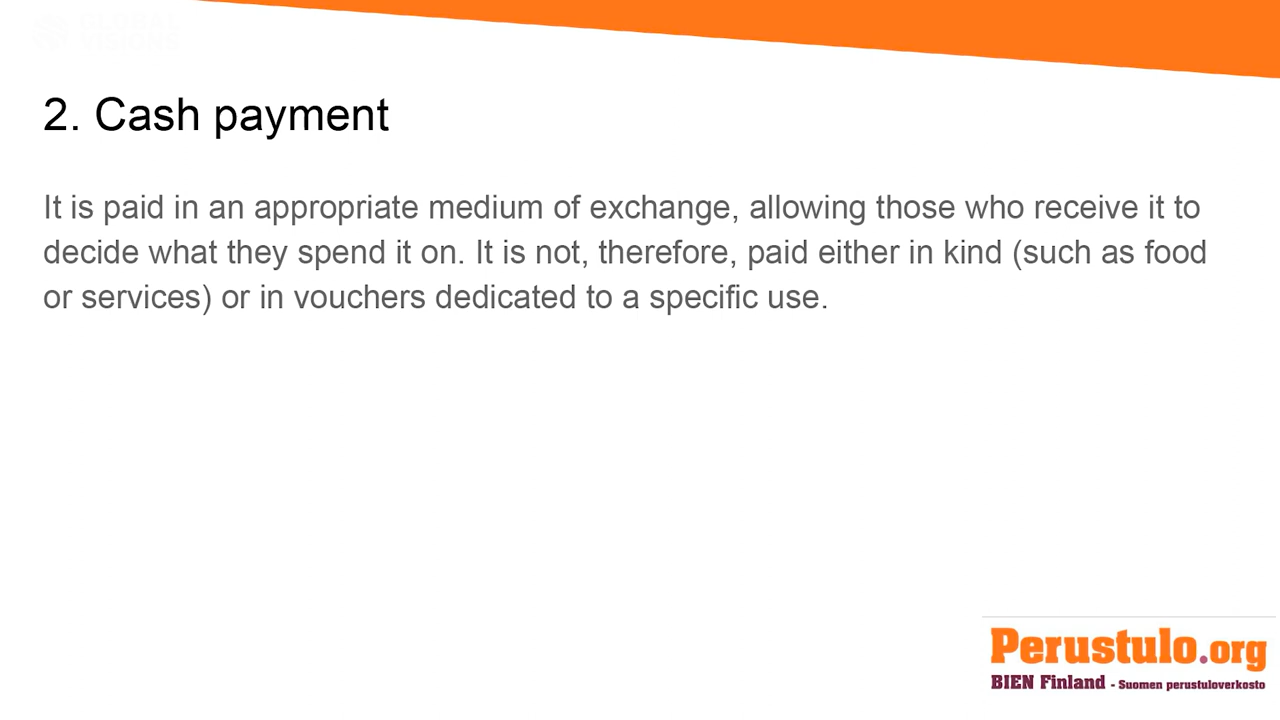 GLOBAL
VISIONS
2. Cash payment
It is paid in an appropriate medium of exchange, allowing those who receive it to
decide what they spend it on. It is not, therefore, paid either in kind (such as food
or services) or in vouchers dedicated to a specific use.
Perustulo.org
BIEN Finland - Suomen perustuloverkosto